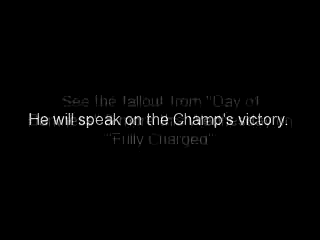 See the fallout from "Day of
He will speak on the Champ's victory.
"Fully Charged"